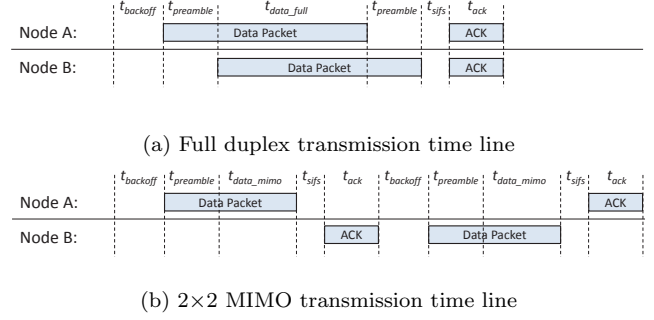 t_backoff t_preamble t_data_full t_preamble t_sifs t_ack
Node A: Data Packet ACK
Node B: Data Packet ACK
(a) Full duplex transmission time line
t_backoff t_preamble t_data_mimo t_sifs t_ack t_backoff t_preamble t_data_mimo t_sifs t_ack
Node A: Data Packet ACK
Node B: ACK Data Packet
(b) 2×2 MIMO transmission time line